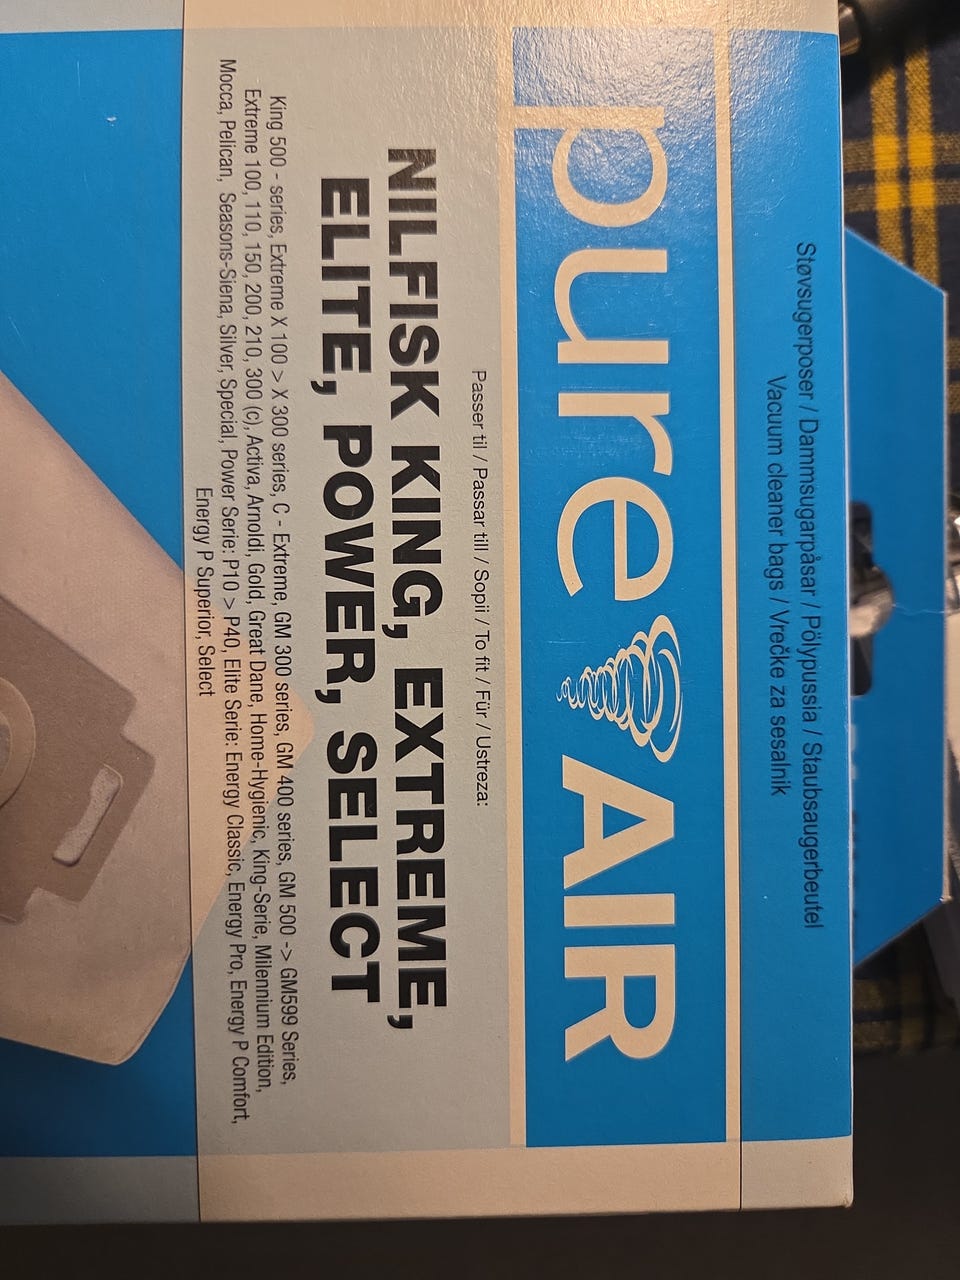 Støvsugerposer / Dammsugarpåsar / Pölypussia / Staubsaugerbeutel
Vacuum cleaner bags / Vrečke za sesalnik
pure AIR
Passer til / Passar till / Sopii / To fit / Für / Ustreza:
NILFISK KING, EXTREME,
ELITE, POWER, SELECT
King 500 - series, Extreme X 100 > X 300 series, C - Extreme, GM 300 series, GM 400 series, GM 500 -> GM599 Series,
Extreme 100, 110, 150, 200, 210, 300 (c), Activa, Arnoldi, Gold, Great Dane, Home-Hygienic, King-Serie, Milennium Edition,
Mocca, Pelican, Seasons-Siena, Silver, Special, Power Serie: P10 > P40, Elite Serie: Energy Classic, Energy Pro, Energy P Comfort,
Energy P Superior, Select